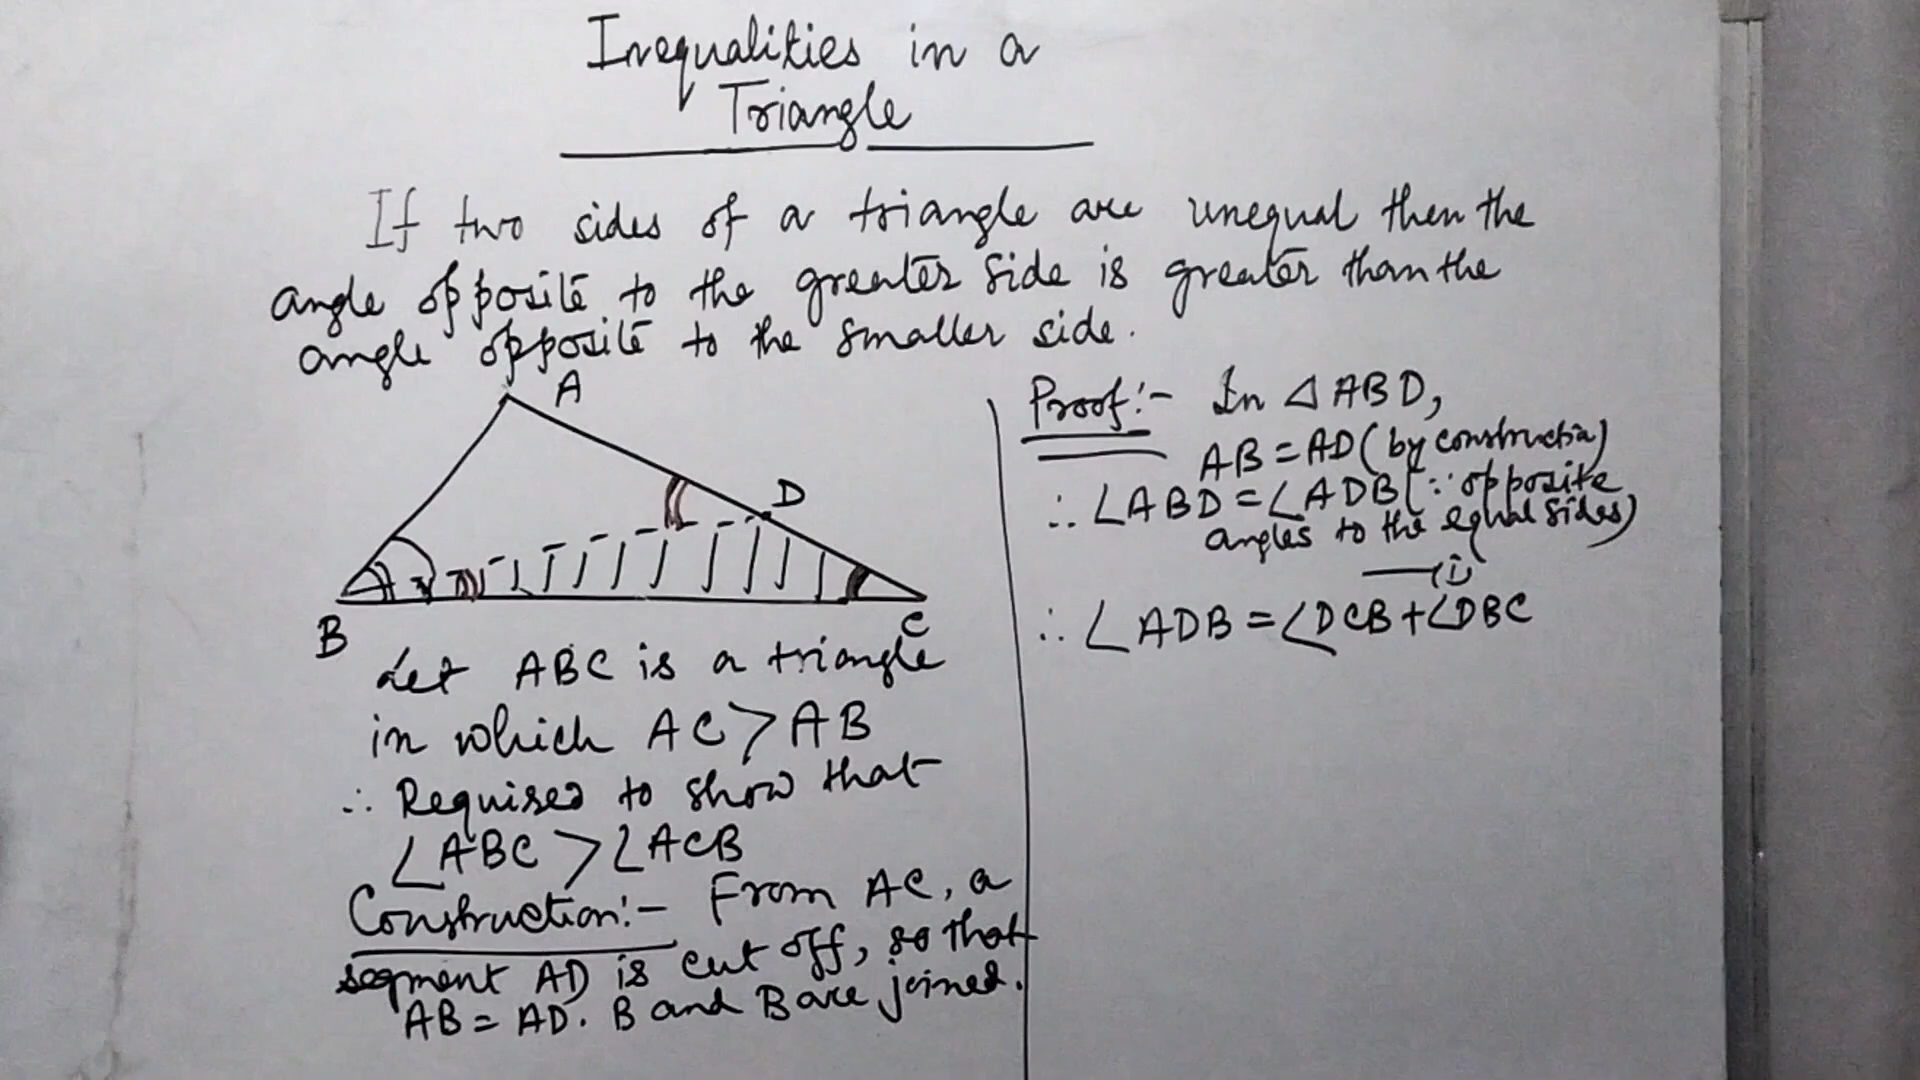 Inequalities in a
Triangle
If two sides of a triangle are unequal then the
angle opposite to the greater side is greater than the
angle opposite to the smaller side.
A
D
B
C
Let ABC is a triangle
in which AC > AB
∴ Required to show that
∠ABC > ∠ACB
Construction:- From AC, a
segment AD is cut off, so that
AB = AD. B and B are joined.
Proof:- In △ABD,
AB = AD (by construction)
∴ ∠ABD = ∠ADB (∵ opposite
angles to the equal sides)
—(i)
∴ ∠ADB = ∠DCB + ∠DBC